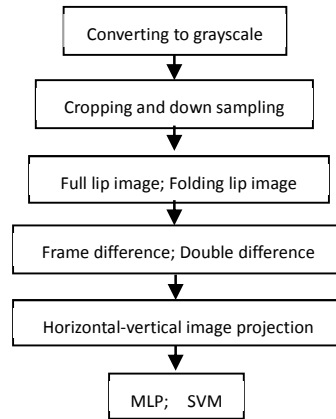 Converting to grayscale
Cropping and down sampling
Full lip image; Folding lip image
Frame difference; Double difference
Horizontal-vertical image projection
MLP; SVM